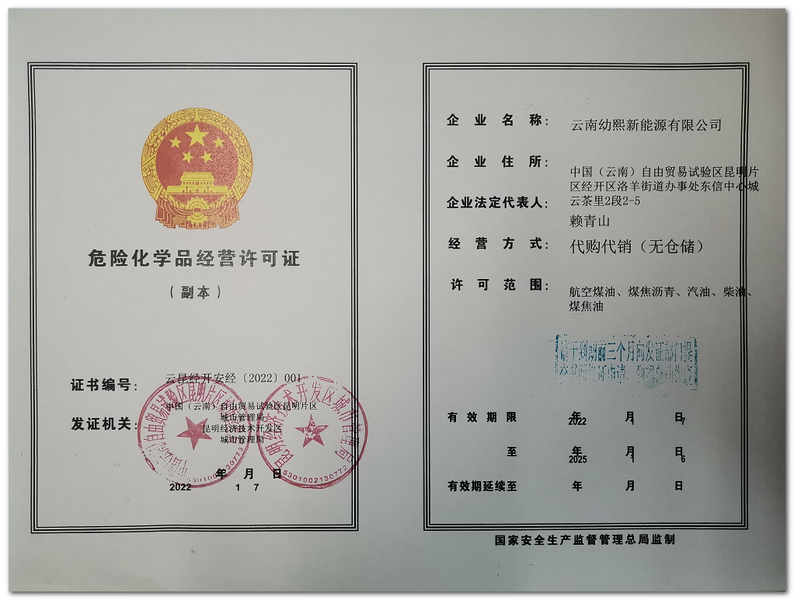 危险化学品经营许可证
（副本）
证书编号： 云昆经开安经〔2022〕001
发证机关： 中国（云南）自由贸易试验区昆明片区
城市管理局
昆明经济技术开发区
城市管理局
年 月 日
2022 1 7
5301002130772
企业名称： 云南幼熙新能源有限公司
企业住所： 中国（云南）自由贸易试验区昆明片
区经开区洛羊街道办事处东信中心城
云茶里2段2-5
企业法定代表人： 赖青山
经营方式： 代购代销（无仓储）
许可范围： 航空煤油、煤焦沥青、汽油、柴油、
煤焦油
有效期限 年 月 日
2022 1 7
至 年 月 日
2025 1 6
有效期延续至 年 月 日
国家安全生产监督管理总局监制